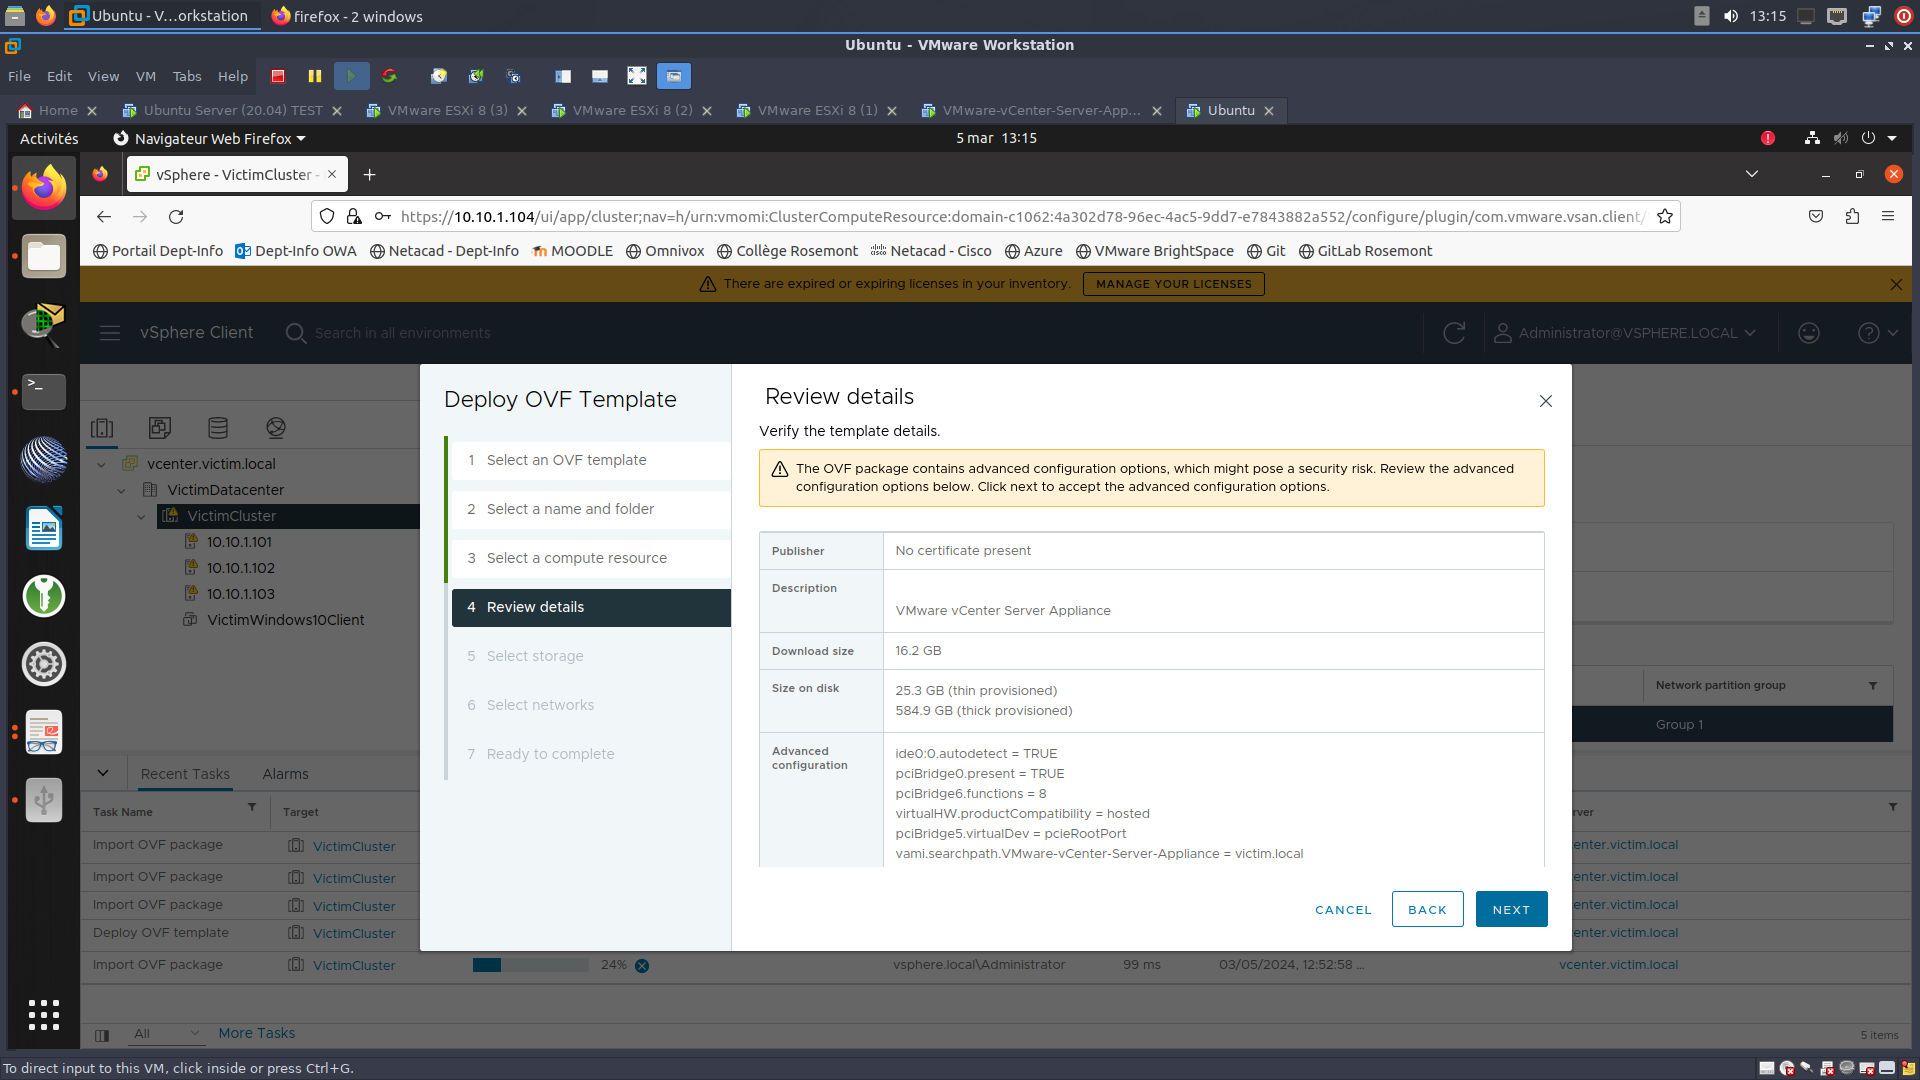 Ubuntu - V...orkstation
firefox - 2 windows
13:15
Ubuntu - VMware Workstation
File Edit View VM Tabs Help
Home
Ubuntu Server (20.04) TEST
VMware ESXi 8 (3)
VMware ESXi 8 (2)
VMware ESXi 8 (1)
VMware-vCenter-Server-App...
Ubuntu
Activités
Navigateur Web Firefox
5 mar 13:15
vSphere - VictimCluster -
https://10.10.1.104/ui/app/cluster;nav=h/urn:vmomi:ClusterComputeResource:domain-c1062:4a302d78-96ec-4ac5-9dd7-e7843882a552/configure/plugin/com.vmware.vsan.client/
Portail Dept-Info
Dept-Info OWA
Netacad - Dept-Info
MOODLE
Omnivox
Collège Rosemont
Netacad - Cisco
Azure
VMware BrightSpace
Git
GitLab Rosemont
There are expired or expiring licenses in your inventory.
MANAGE YOUR LICENSES
vSphere Client
Search in all environments
Administrator@VSPHERE.LOCAL
vcenter.victim.local
VictimDatacenter
VictimCluster
10.10.1.101
10.10.1.102
10.10.1.103
VictimWindows10Client
Deploy OVF Template
1 Select an OVF template
2 Select a name and folder
3 Select a compute resource
4 Review details
5 Select storage
6 Select networks
7 Ready to complete
Review details
Verify the template details.
The OVF package contains advanced configuration options, which might pose a security risk. Review the advanced
configuration options below. Click next to accept the advanced configuration options.
Publisher
No certificate present
Description
VMware vCenter Server Appliance
Download size
16.2 GB
Size on disk
25.3 GB (thin provisioned)
584.9 GB (thick provisioned)
Advanced
configuration
ide0:0.autodetect = TRUE
pciBridge0.present = TRUE
pciBridge6.functions = 8
virtualHW.productCompatibility = hosted
pciBridge5.virtualDev = pcieRootPort
vami.searchpath.VMware-vCenter-Server-Appliance = victim.local
CANCEL
BACK
NEXT
Network partition group
Group 1
Recent Tasks
Alarms
Task Name
Target
rver
Import OVF package
VictimCluster
enter.victim.local
Import OVF package
VictimCluster
enter.victim.local
Import OVF package
VictimCluster
enter.victim.local
Deploy OVF template
VictimCluster
enter.victim.local
Import OVF package
VictimCluster
24%
vsphere.local\Administrator
99 ms
03/05/2024, 12:52:58 ...
vcenter.victim.local
All
More Tasks
5 items
To direct input to this VM, click inside or press Ctrl+G.